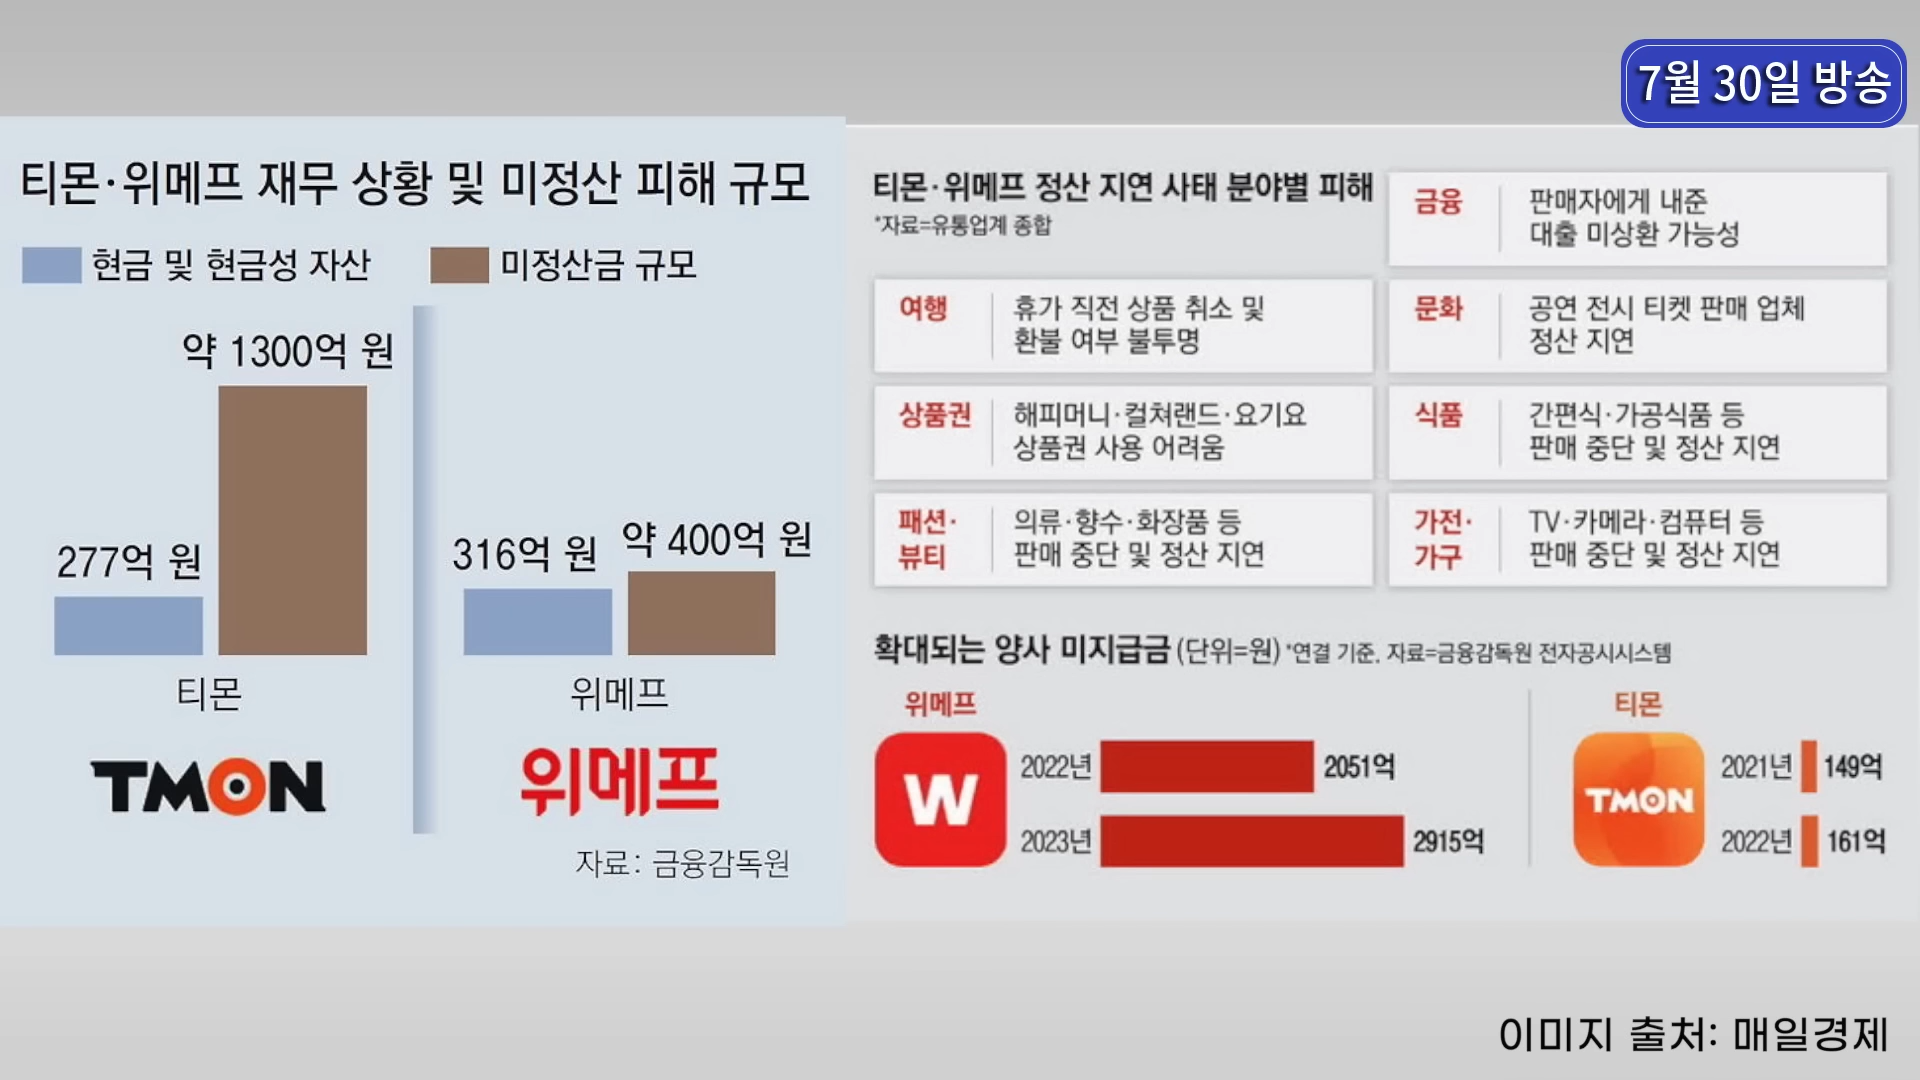 7월 30일 방송
티몬·위메프 재무 상황 및 미정산 피해 규모
현금 및 현금성 자산
미정산금 규모
약 1300억 원
277억 원
316억 원
약 400억 원
티몬
위메프
TMON
위메프
자료: 금융감독원
티몬·위메프 정산 지연 사태 분야별 피해
*자료=유통업계 종합
금융
판매자에게 내준
대출 미상환 가능성
여행
휴가 직전 상품 취소 및
환불 여부 불투명
문화
공연 전시 티켓 판매 업체
정산 지연
상품권
해피머니·컬쳐랜드·요기요
상품권 사용 어려움
식품
간편식·가공식품 등
판매 중단 및 정산 지연
패션·
뷰티
의류·향수·화장품 등
판매 중단 및 정산 지연
가전·
가구
TV·카메라·컴퓨터 등
판매 중단 및 정산 지연
확대되는 양사 미지급금 (단위=원) *연결 기준. 자료=금융감독원 전자공시시스템
위메프
W
2022년
2051억
2023년
2915억
티몬
TMON
2021년
149억
2022년
161억
이미지 출처: 매일경제